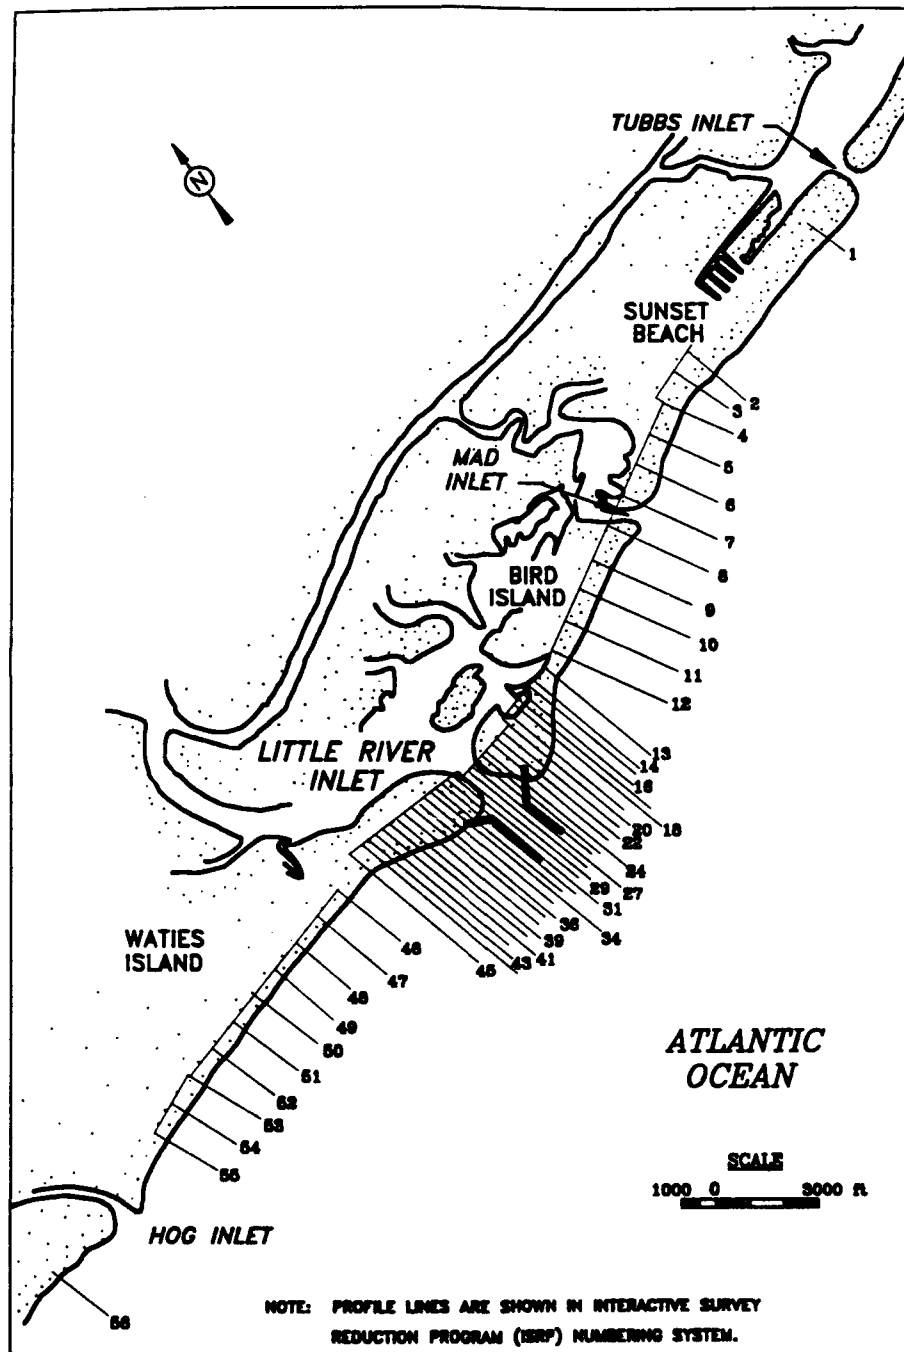 TUBBS INLET
N
1
SUNSET
BEACH
2
3
4
5
MAD
INLET
6
7
8
BIRD
ISLAND
9
10
11
12
LITTLE RIVER
INLET
13
14
16
18
20
22
24
27
29
31
34
36
39
41
43
45
46
47
48
49
50
51
52
53
54
55
WATIES
ISLAND
ATLANTIC
OCEAN
SCALE
1000 0 3000 ft
HOG INLET
56
NOTE: PROFILE LINES ARE SHOWN IN INTERACTIVE SURVEY
REDUCTION PROGRAM (ISRP) NUMBERING SYSTEM.